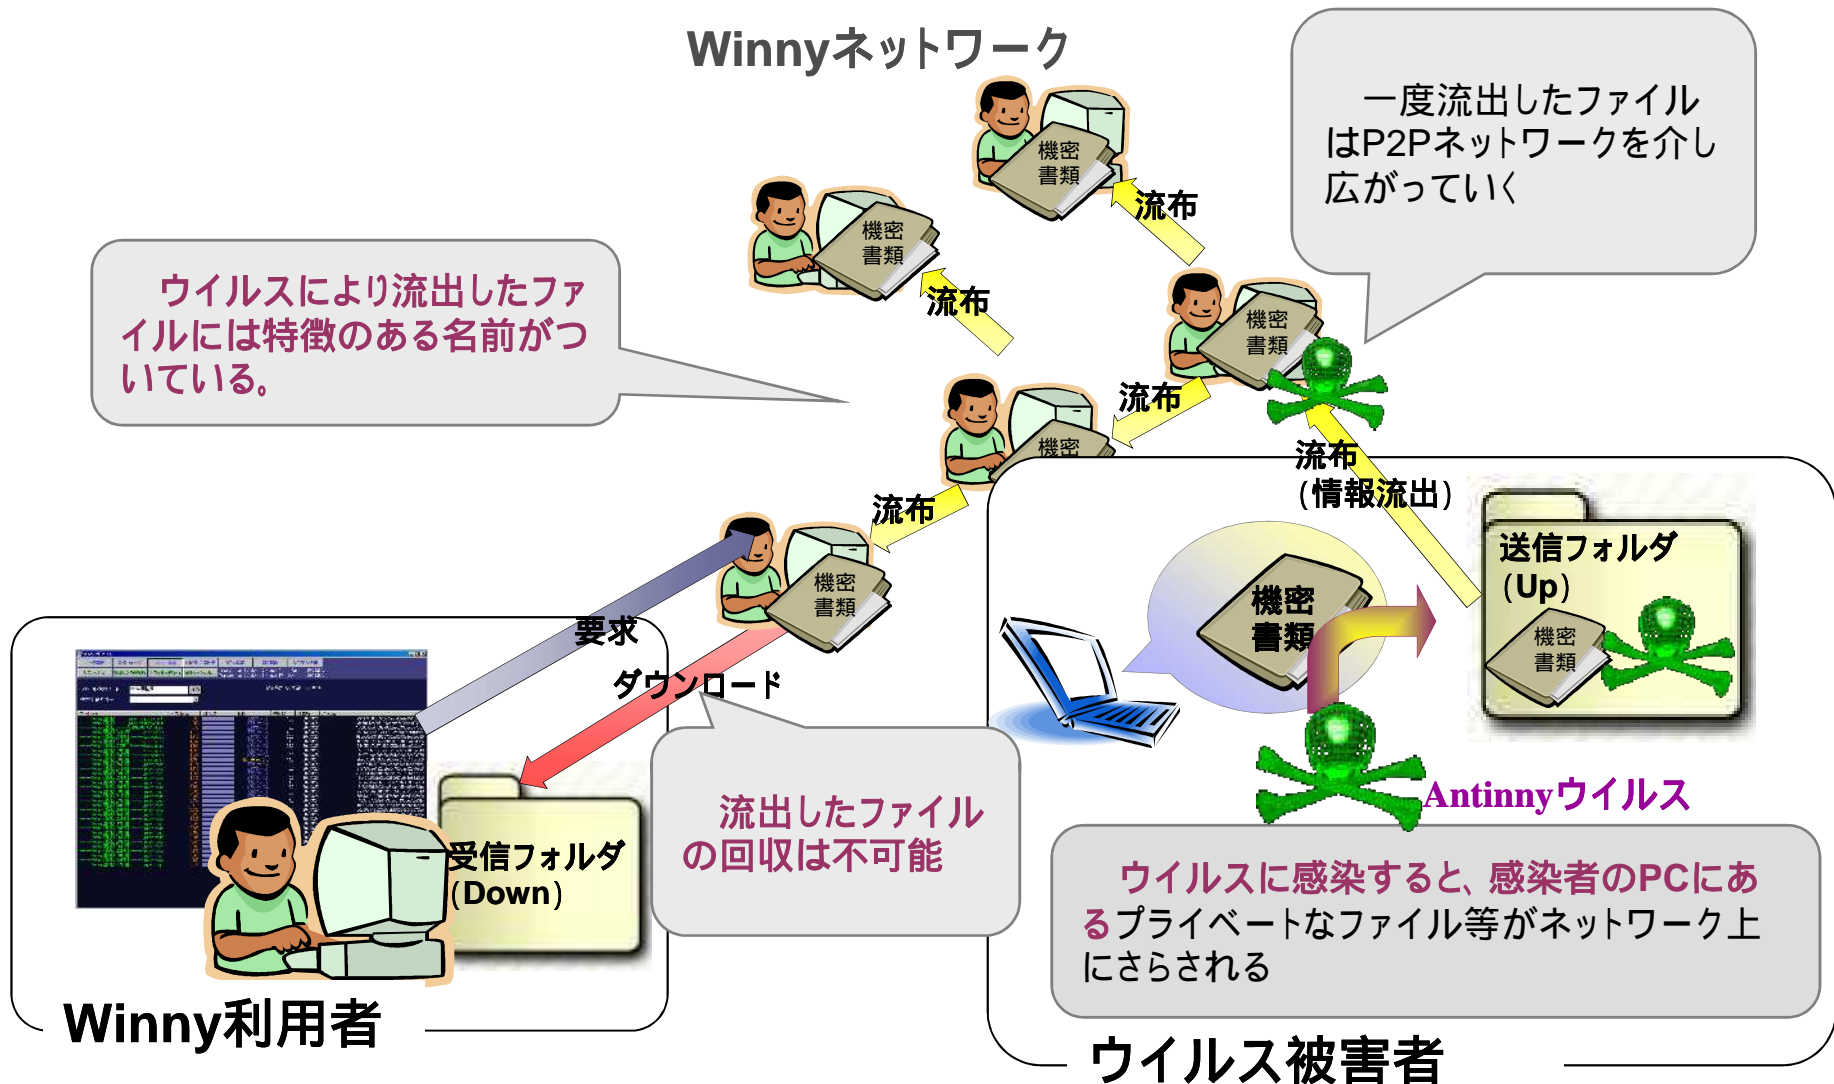 Winnyネットワーク
一度流出したファイル
はP2Pネットワークを介し
広がっていく
機密
書類
流布
機密
書類
流布
ウイルスにより流出したファ
イルには特徴のある名前がつ
いている。
機密
書類
流布
機密
流布
(情報流出)
流布
機密
書類
送信フォルダ
(Up)
機密
書類
機密
書類
要求
ダウンロード
流出したファイル
の回収は不可能
Antinnyウイルス
受信フォルダ
(Down)
ウイルスに感染すると、感染者のPCにあ
るプライベートなファイル等がネットワーク上
にさらされる
Winny利用者
ウイルス被害者